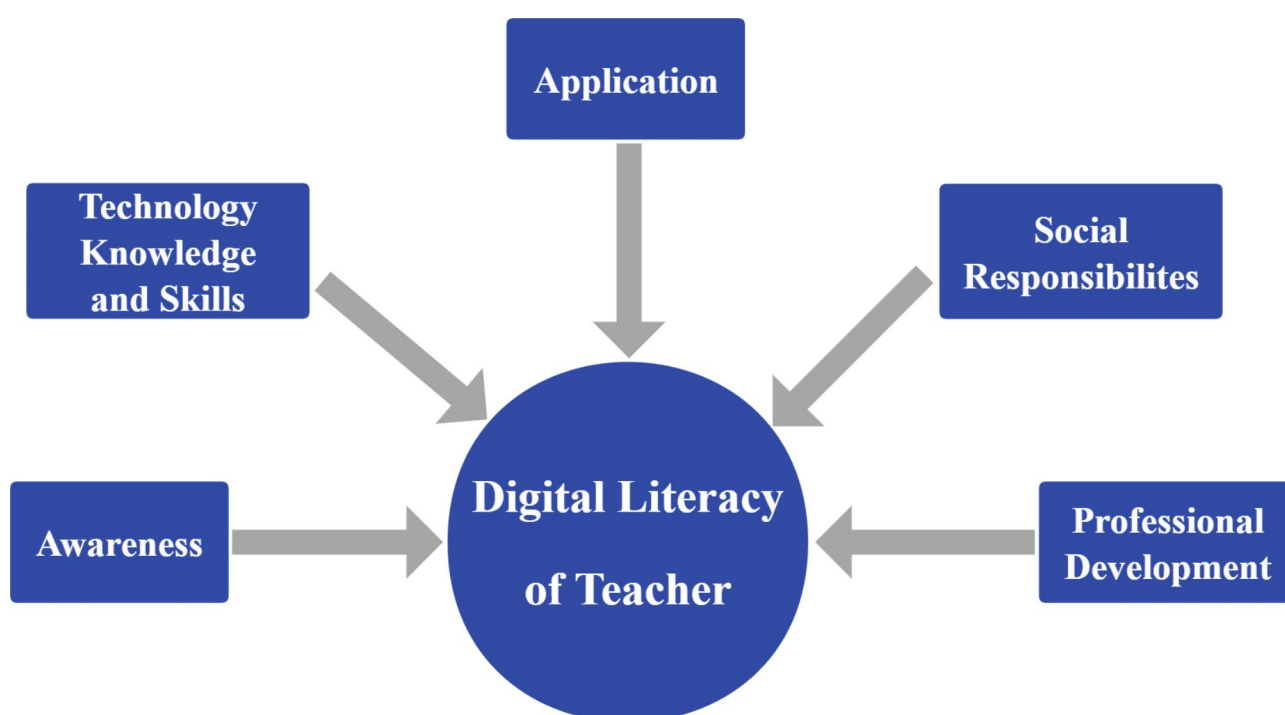 Application
Technology
Knowledge
and Skills
Social
Responsibilites
Awareness
Digital Literacy
of Teacher
Professional
Development